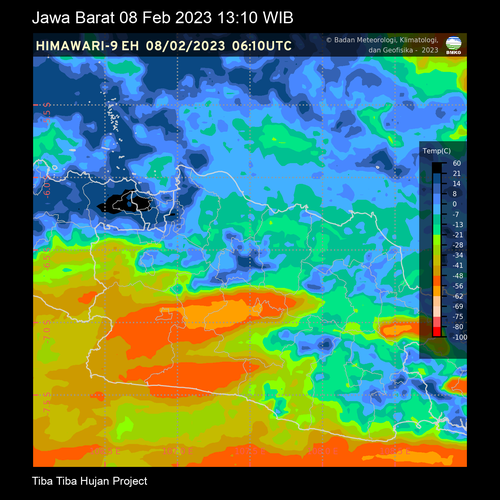 Jawa Barat 08 Feb 2023 13:10 WIB
HIMAWARI-9 EH 08/02/2023 06:10UTC
© Badan Meteorologi, Klimatologi,
dan Geofisika - 2023
BMKG
Temp(C)
60
21
14
8
0
-7
-13
-21
-28
-34
-41
-48
-56
-62
-69
-75
-80
-100
Tiba Tiba Hujan Project